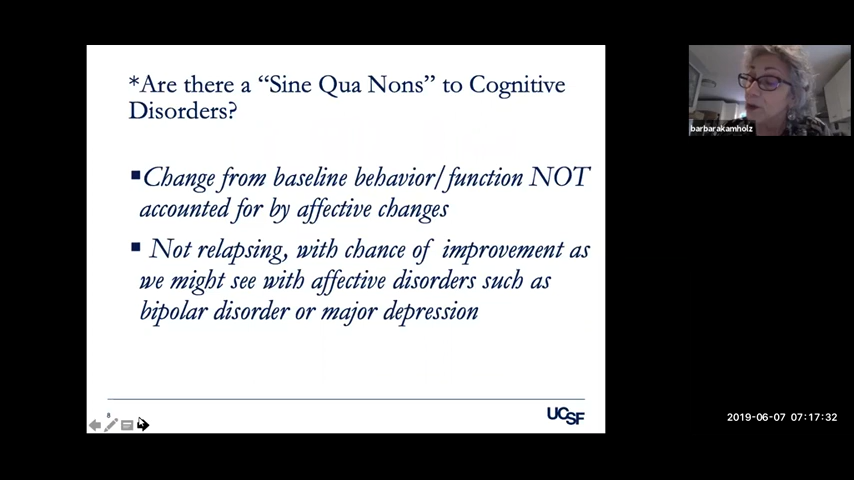 *Are there a “Sine Qua Nons” to Cognitive
Disorders?
▪Change from baseline behavior/function NOT
accounted for by affective changes
▪ Not relapsing, with chance of improvement as
we might see with affective disorders such as
bipolar disorder or major depression
8
UCSF
barbarakamholz
2019-06-07 07:17:32